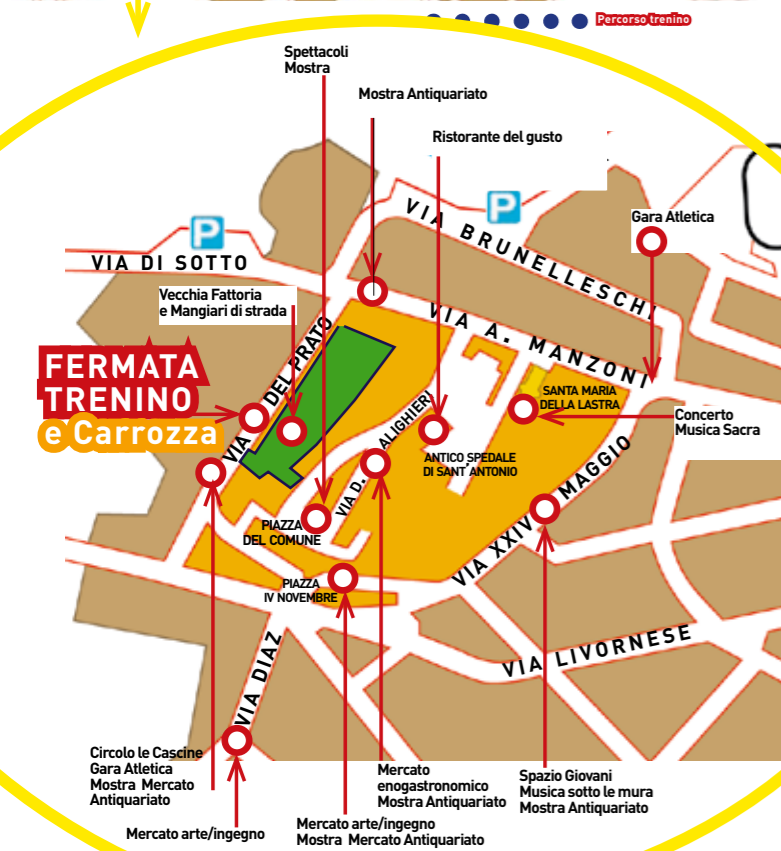 Percorso trenino
Spettacoli
Mostra
Mostra Antiquariato
Ristorante del gusto
P
P
Gara Atletica
VIA BRUNELLESCHI
VIA DI SOTTO
Vecchia Fattoria
e Mangiari di strada
VIA A. MANZONI
FERMATA
TRENINO
e Carrozza
VIA DEL PRATO
SANTA MARIA
DELLA LASTRA
Concerto
Musica Sacra
VIA D. ALIGHIERI
ANTICO SPEDALE
DI SANT'ANTONIO
PIAZZA
DEL COMUNE
VIA XXIV MAGGIO
PIAZZA
IV NOVEMBRE
VIA LIVORNESE
VIA DIAZ
Circolo le Cascine
Gara Atletica
Mostra Mercato
Antiquariato
Mercato arte/ingegno
Mercato arte/ingegno
Mostra Mercato Antiquariato
Mercato
enogastronomico
Mostra Antiquariato
Spazio Giovani
Musica sotto le mura
Mostra Antiquariato